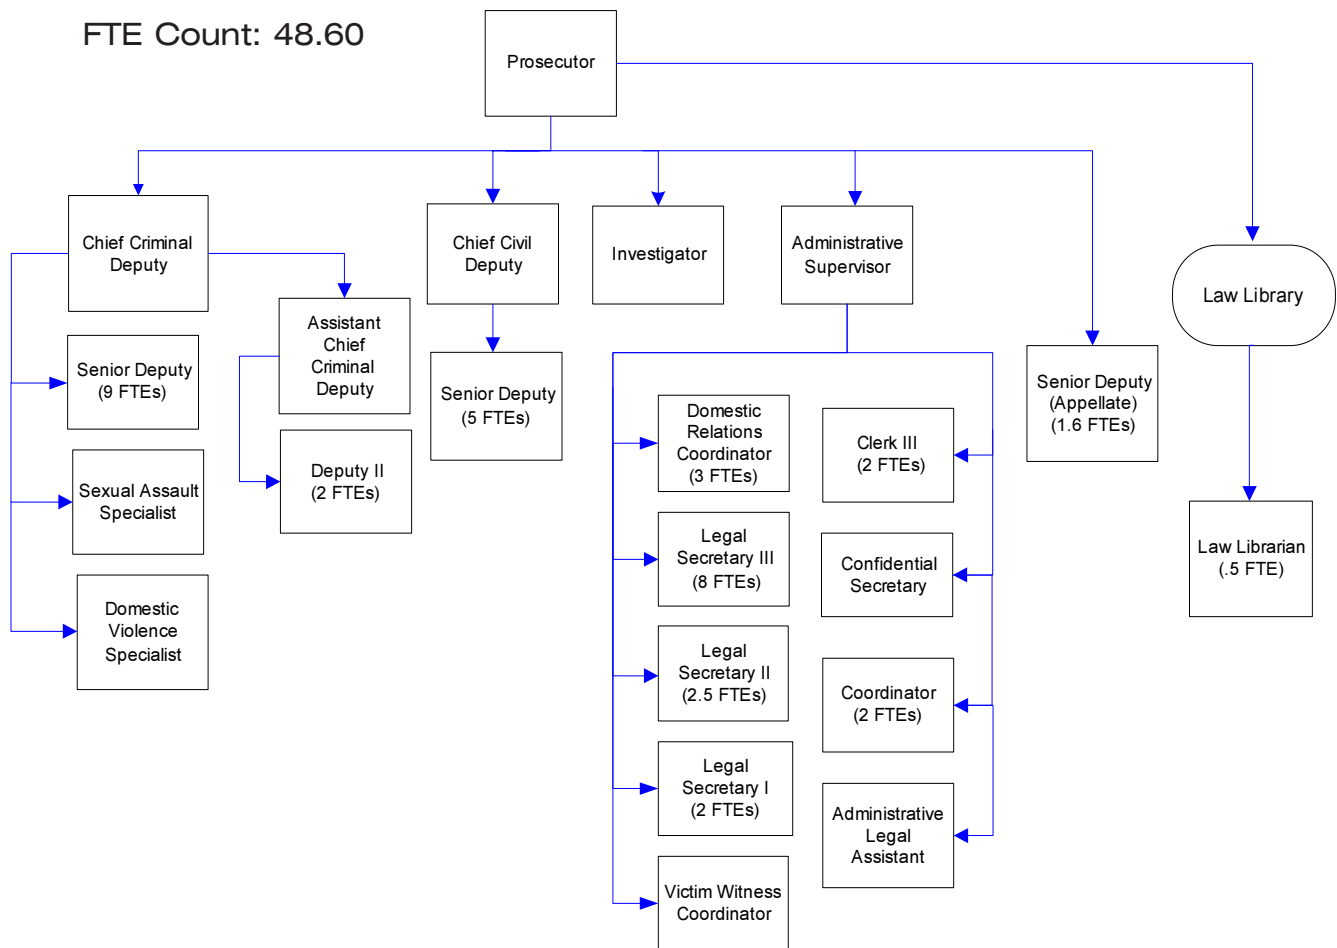 FTE Count: 48.60
Prosecutor
Chief Criminal
Deputy
Chief Civil
Deputy
Investigator
Administrative
Supervisor
Law Library
Senior Deputy
(9 FTEs)
Assistant
Chief
Criminal
Deputy
Senior Deputy
(5 FTEs)
Senior Deputy
(Appellate)
(1.6 FTEs)
Domestic
Relations
Coordinator
(3 FTEs)
Clerk III
(2 FTEs)
Sexual Assault
Specialist
Deputy II
(2 FTEs)
Legal
Secretary III
(8 FTEs)
Confidential
Secretary
Law Librarian
(.5 FTE)
Domestic
Violence
Specialist
Legal
Secretary II
(2.5 FTEs)
Coordinator
(2 FTEs)
Legal
Secretary I
(2 FTEs)
Administrative
Legal
Assistant
Victim Witness
Coordinator